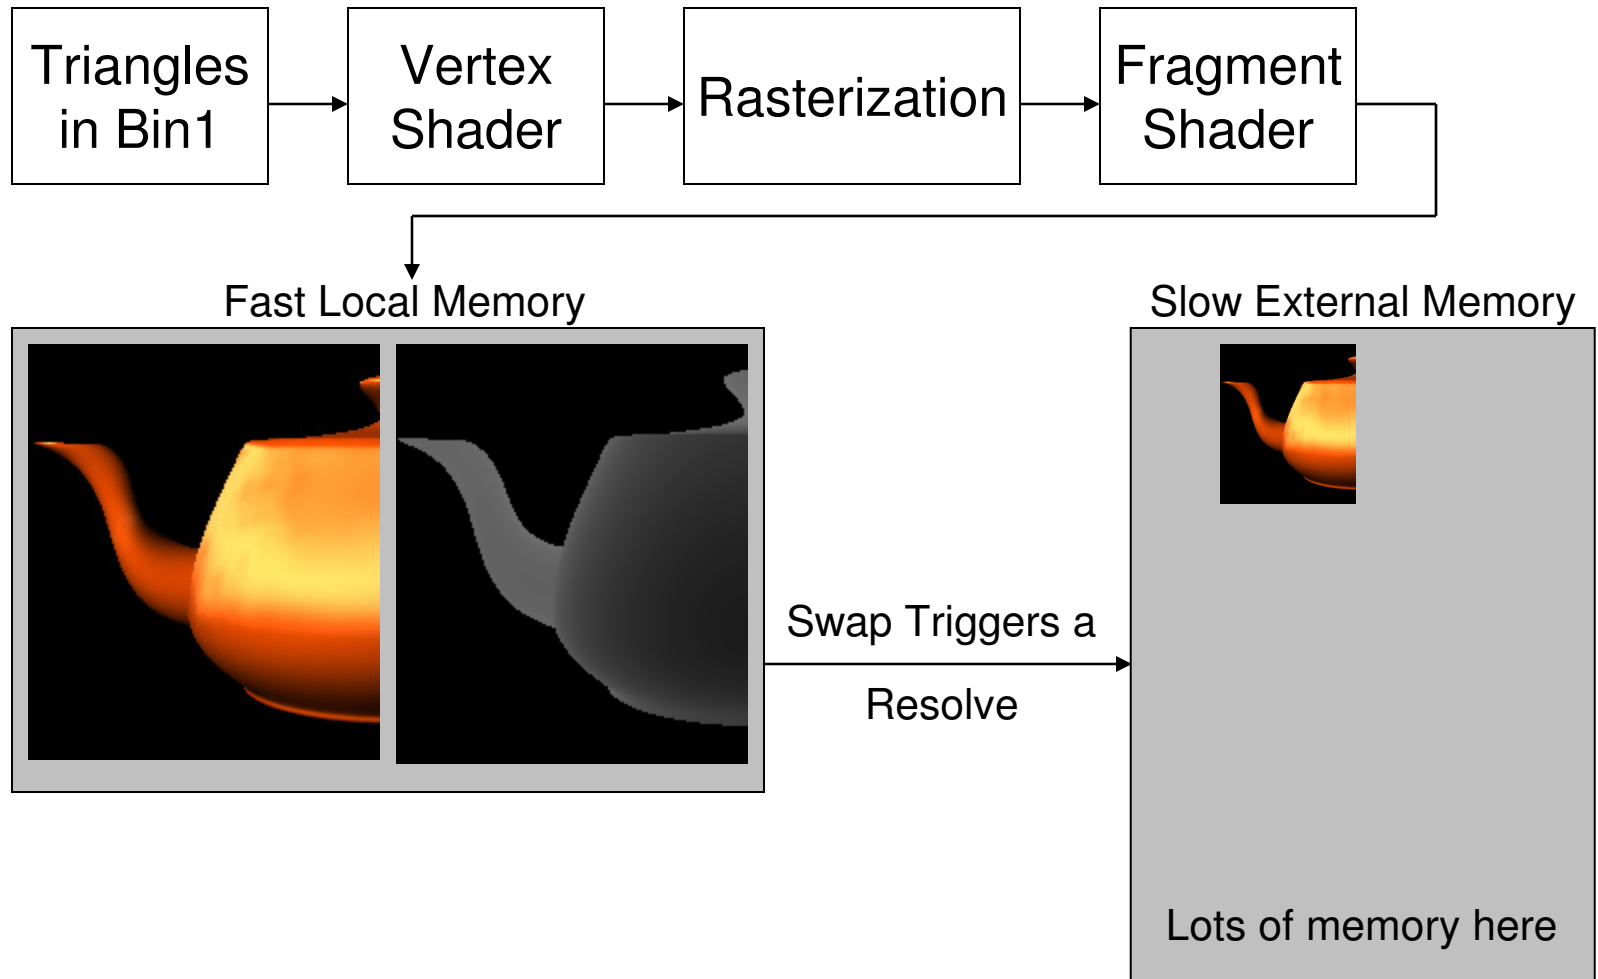 Triangles
in Bin1
Vertex
Shader
Rasterization
Fragment
Shader
Fast Local Memory
Slow External Memory
Swap Triggers a
Resolve
Lots of memory here